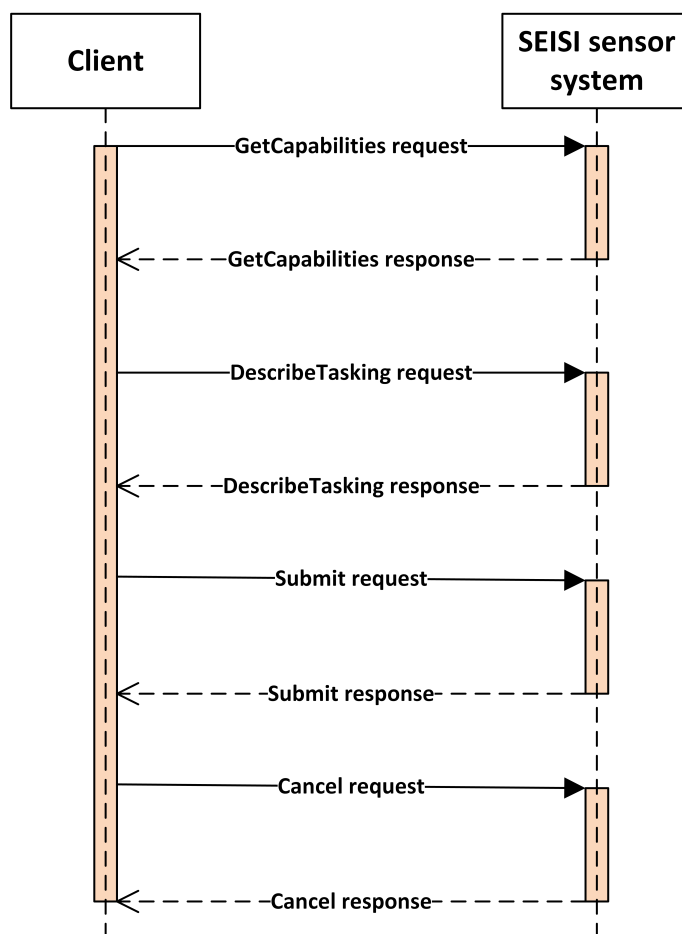 Client
SEISI sensor
system
GetCapabilities request
GetCapabilities response
DescribeTasking request
DescribeTasking response
Submit request
Submit response
Cancel request
Cancel response